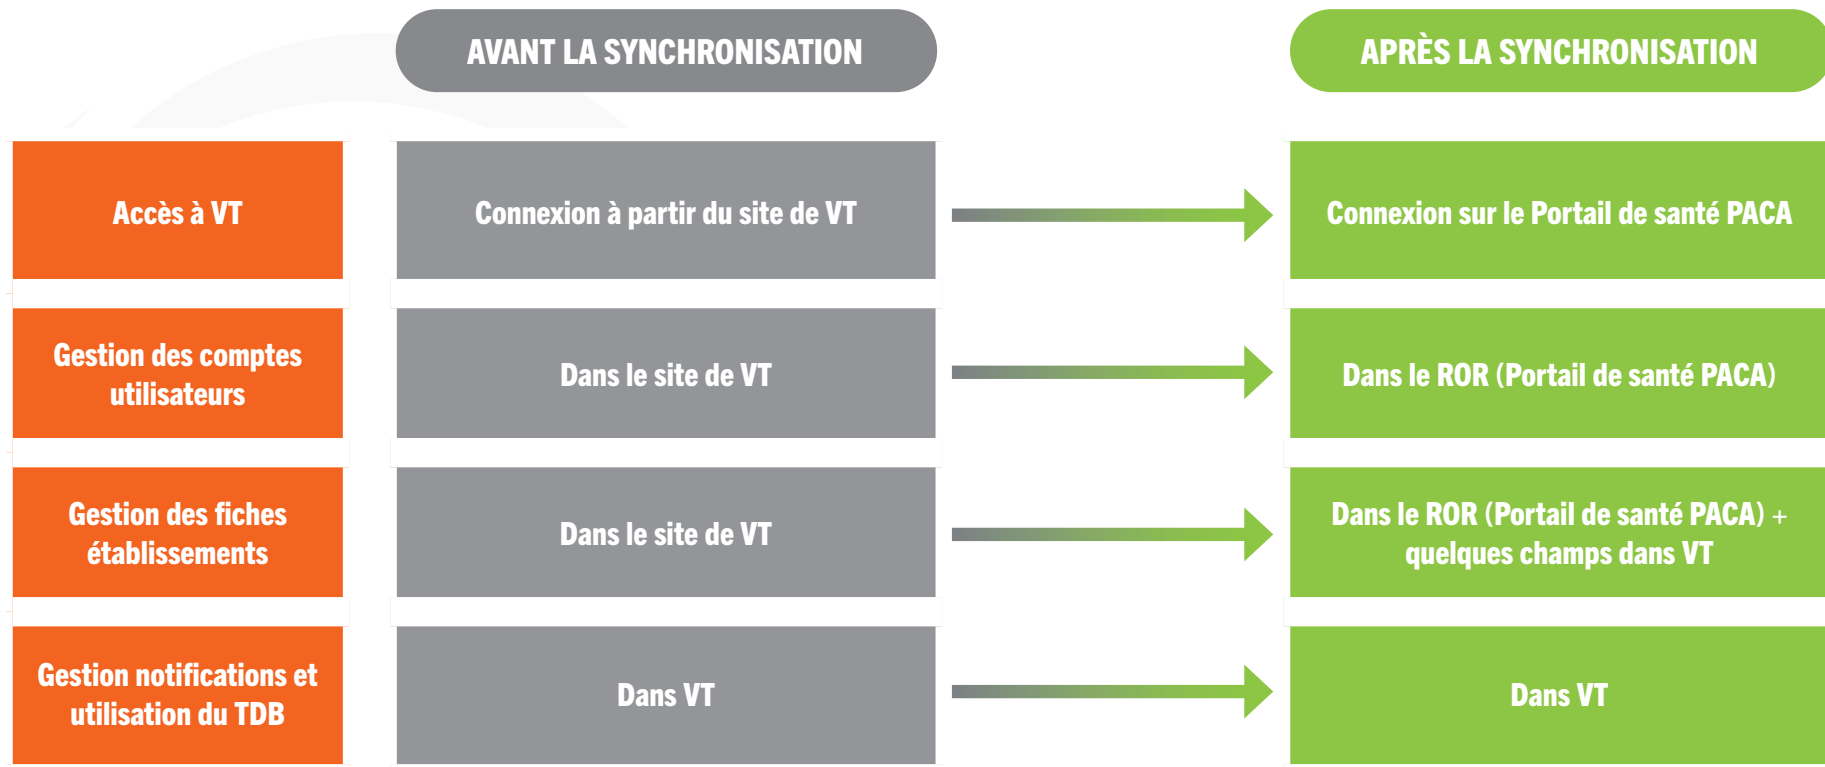 AVANT LA SYNCHRONISATION
APRÈS LA SYNCHRONISATION
Accès à VT
Connexion à partir du site de VT
Connexion sur le Portail de santé PACA
Gestion des comptes
utilisateurs
Dans le site de VT
Dans le ROR (Portail de santé PACA)
Gestion des fiches
établissements
Dans le site de VT
Dans le ROR (Portail de santé PACA) +
quelques champs dans VT
Gestion notifications et
utilisation du TDB
Dans VT
Dans VT